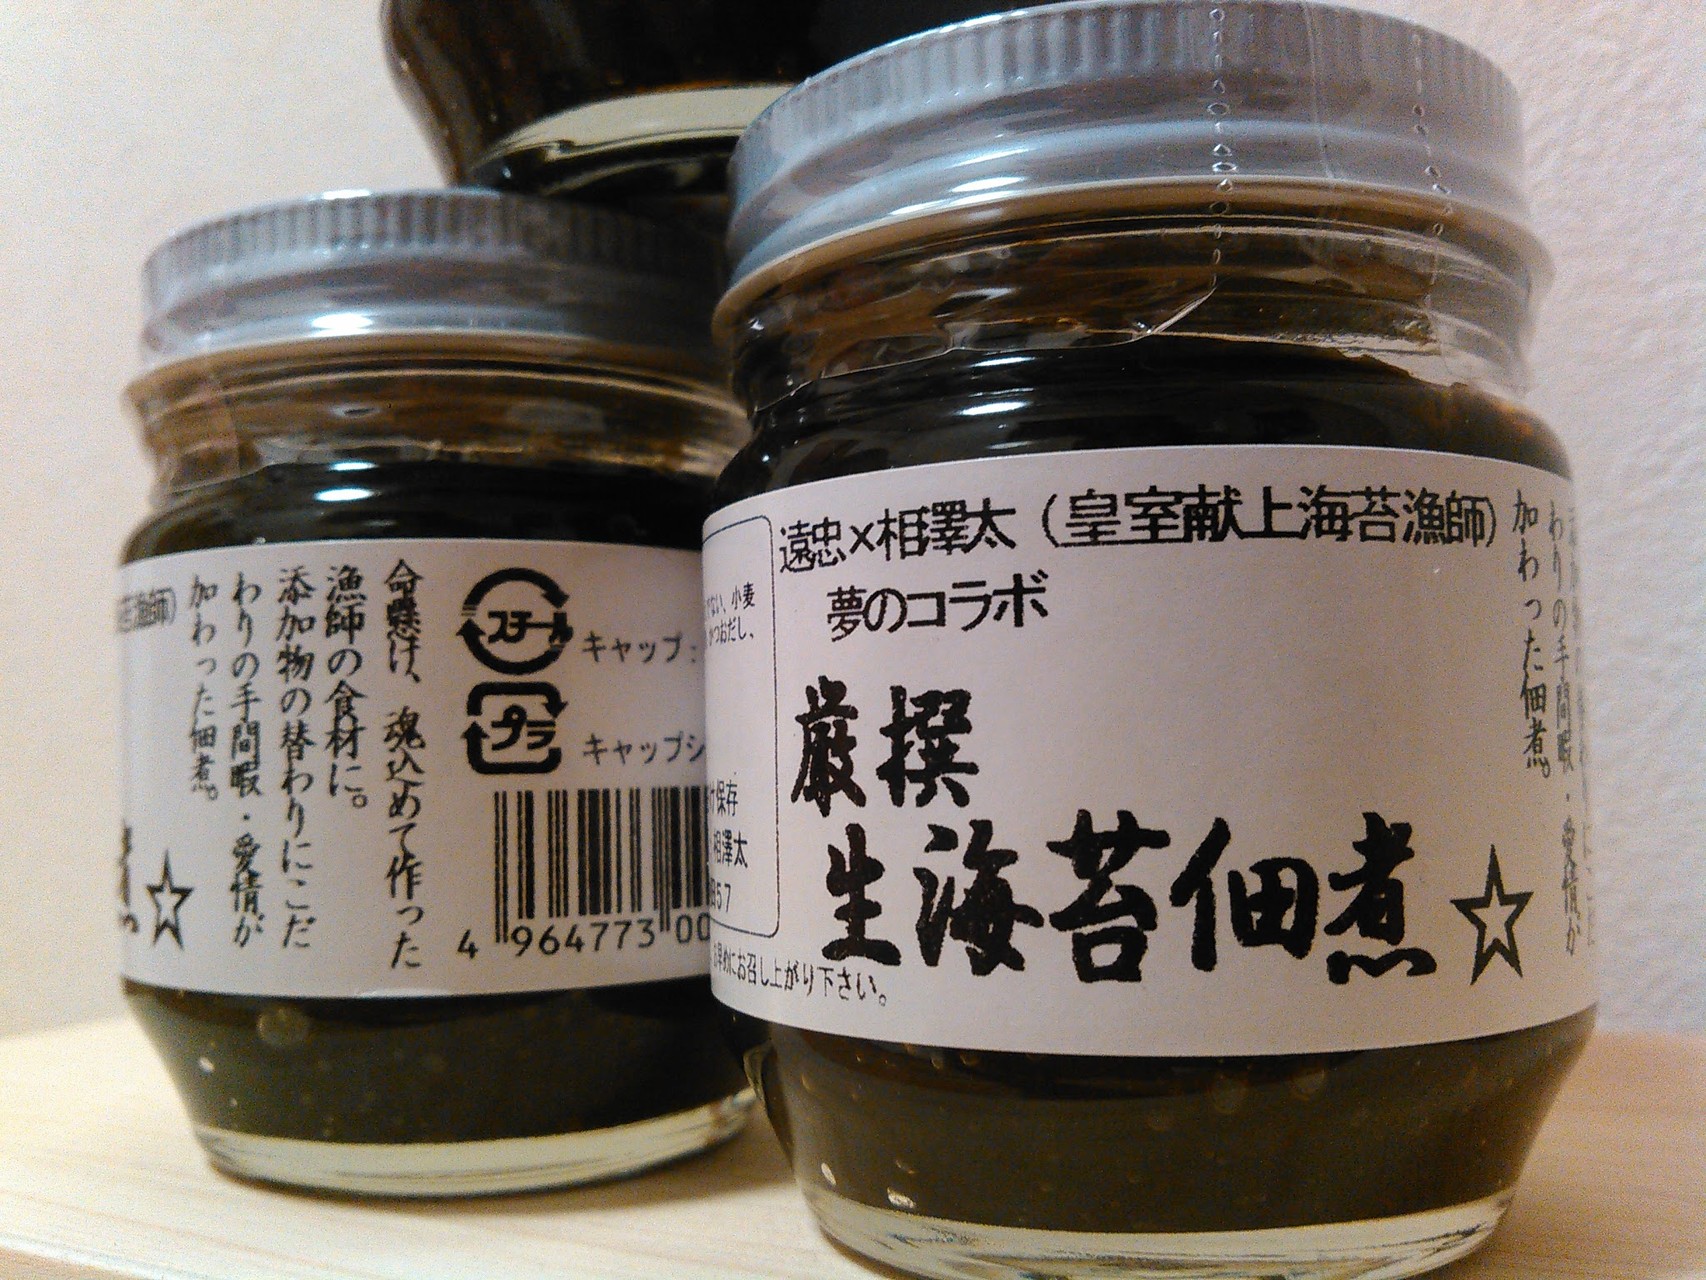 命懸け、魂込めて作った
漁師の食材に。
添加物の替わりにこだ
わりの手間暇・愛情が
加わった佃煮。
スチール
キャップ:
プラ
キャップシ
4 964773 00
小麦
かつおだし、
保存
相澤太
57
早めにお召し上がり下さい。
遠忠×相澤太（皇室献上海苔漁師）
夢のコラボ
厳撰
生海苔佃煮☆
わりの手間暇・愛情が
加わった佃煮。